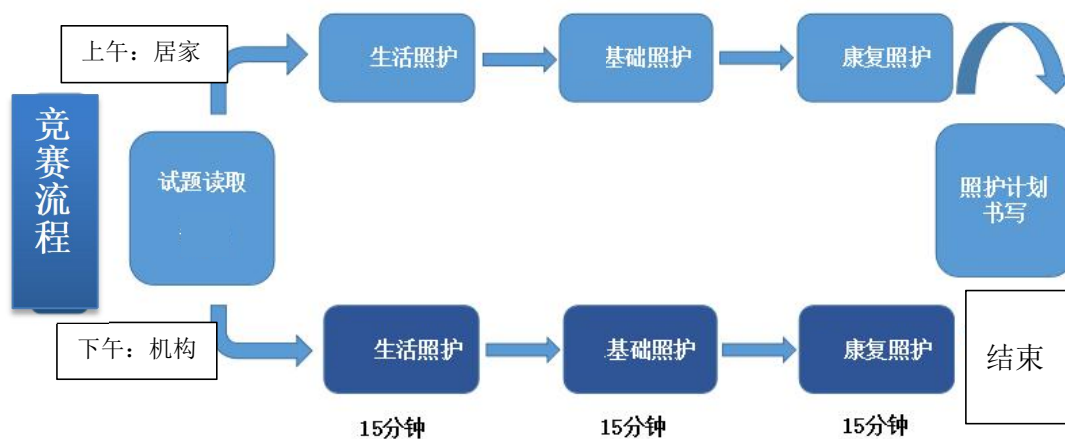 竞赛流程
上午：居家
生活照护
基础照护
康复照护
试题读取
照护计划
书写
下午：机构
生活照护
基础照护
康复照护
结束
15分钟
15分钟
15分钟